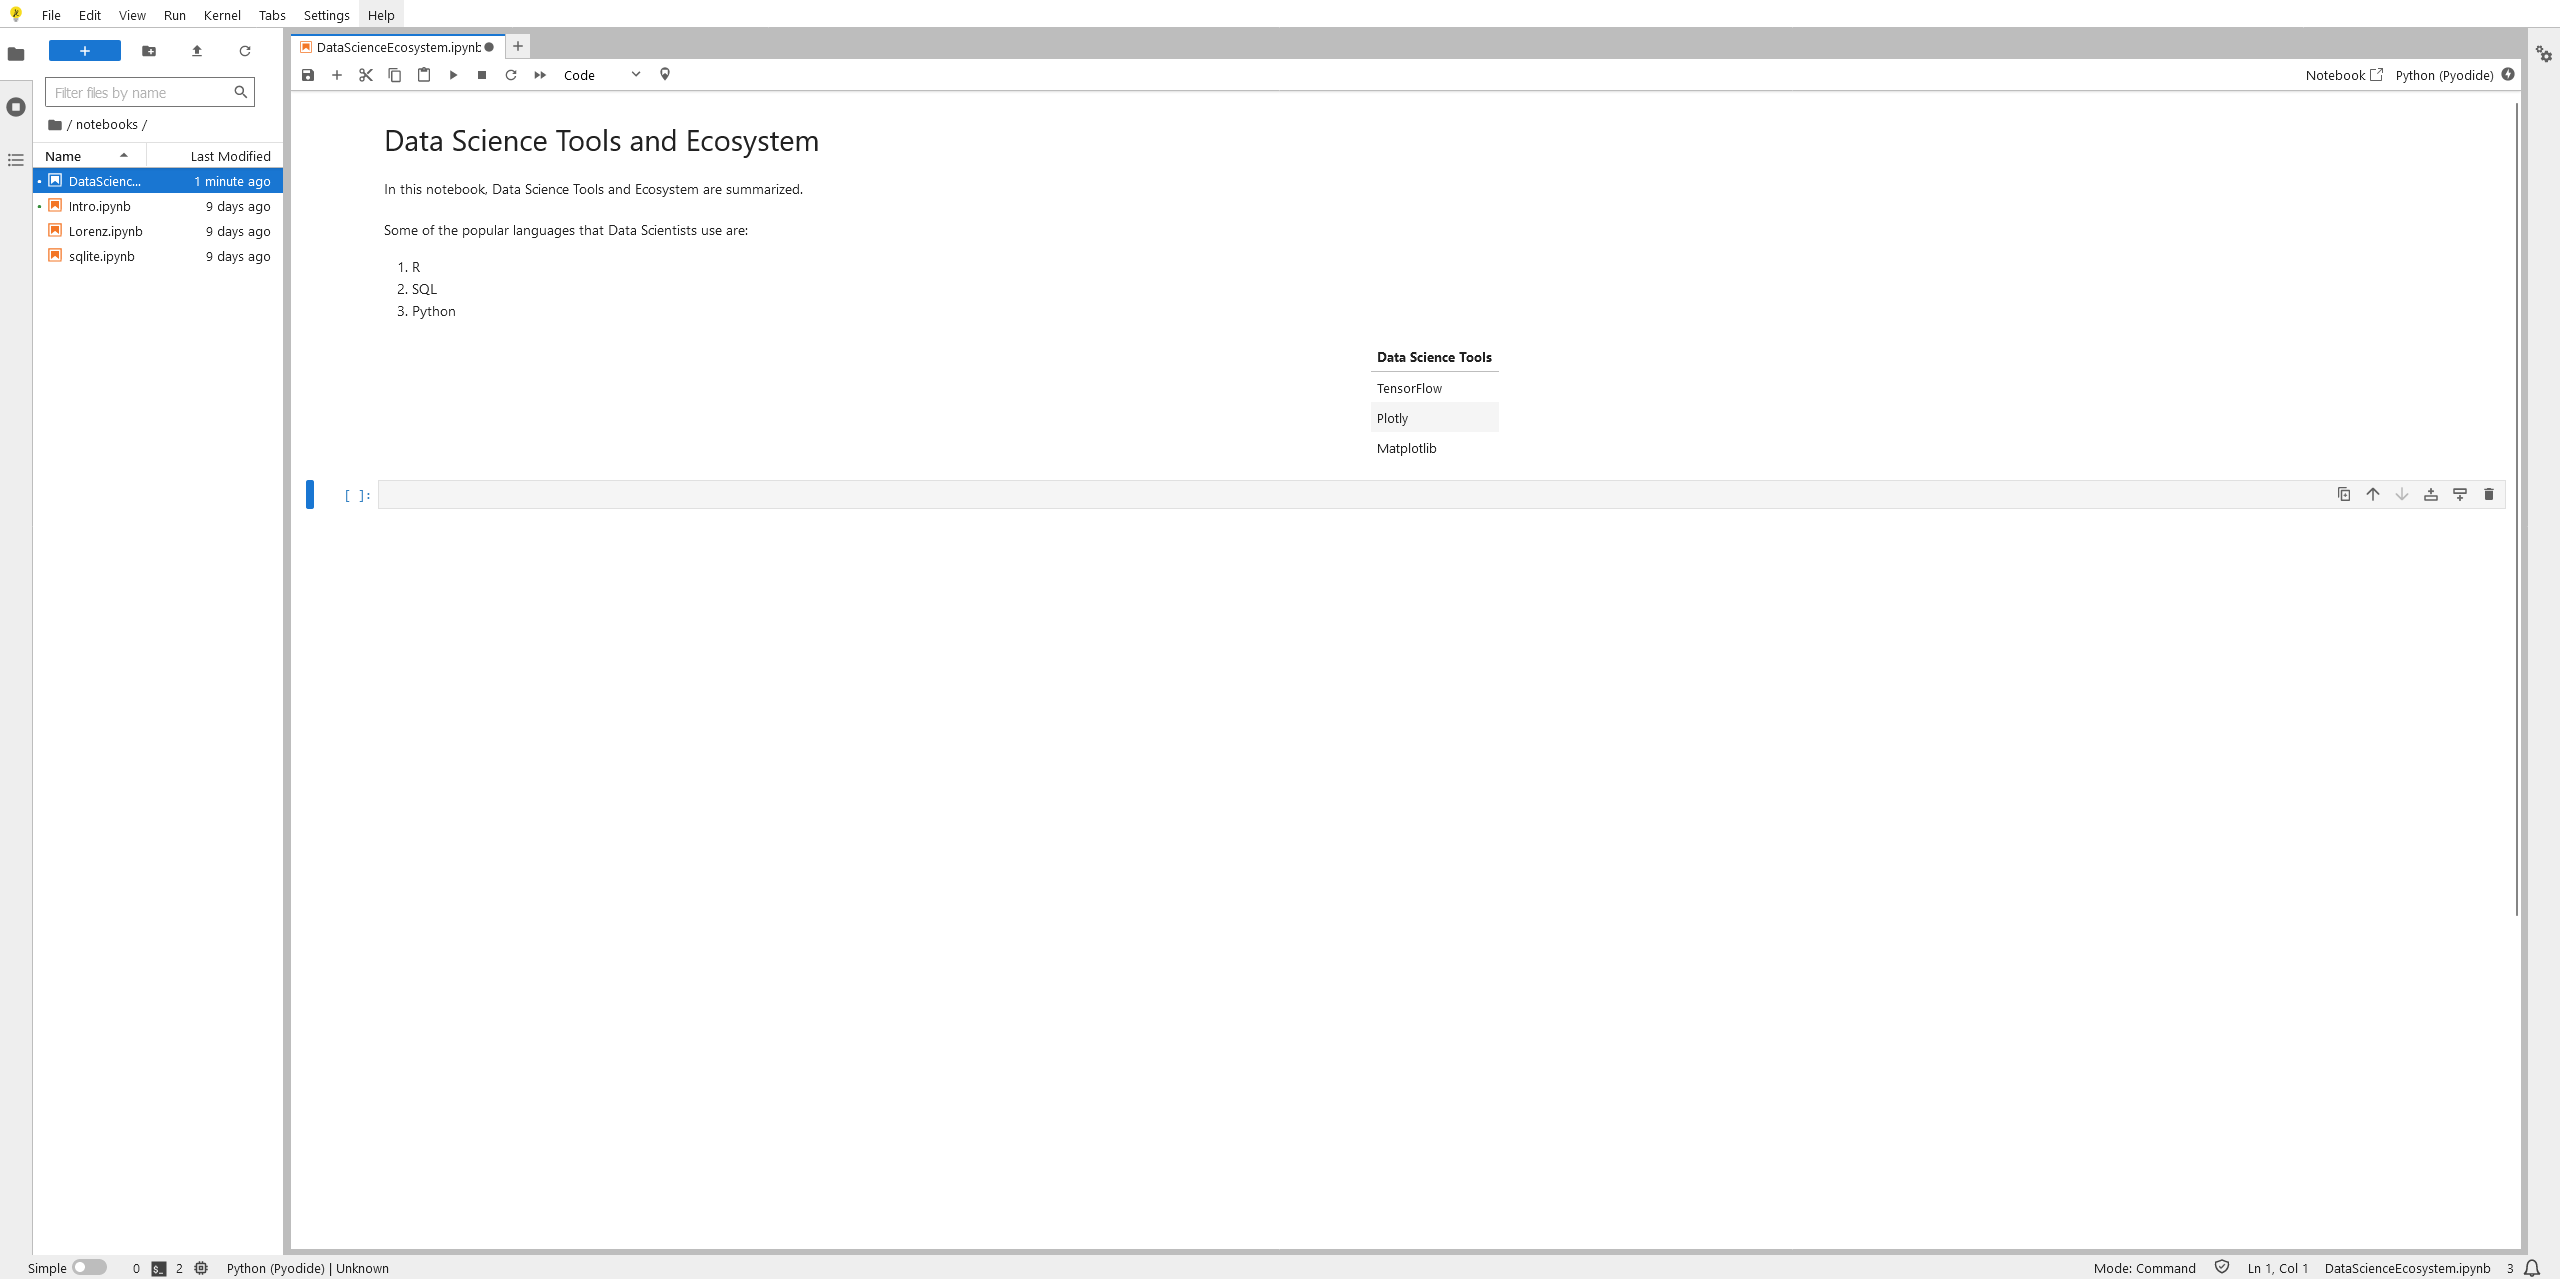 File Edit View Run Kernel Tabs Settings Help
Filter files by name
/ notebooks /
Name Last Modified
DataScienc... 1 minute ago
Intro.ipynb 9 days ago
Lorenz.ipynb 9 days ago
sqlite.ipynb 9 days ago
DataScienceEcosystem.ipynb
Code Notebook Python (Pyodide)
Data Science Tools and Ecosystem
In this notebook, Data Science Tools and Ecosystem are summarized.
Some of the popular languages that Data Scientists use are:
1. R
2. SQL
3. Python
Data Science Tools
TensorFlow
Plotly
Matplotlib
[ ]:
Simple 0 $_ 2 Python (Pyodide) | Unknown Mode: Command Ln 1, Col 1 DataScienceEcosystem.ipynb 3